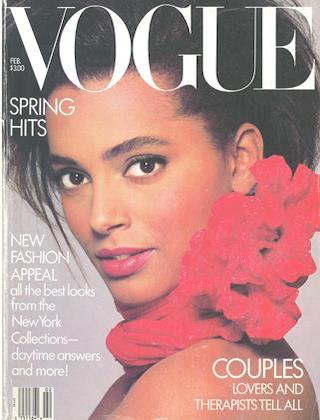 VOGUE
FEB.
$3.00
SPRING
HITS
NEW
FASHION
APPEAL
all the best looks
from the
New York
Collections—
daytime answers
and more!
COUPLES
LOVERS AND
THERAPISTS TELL ALL
02